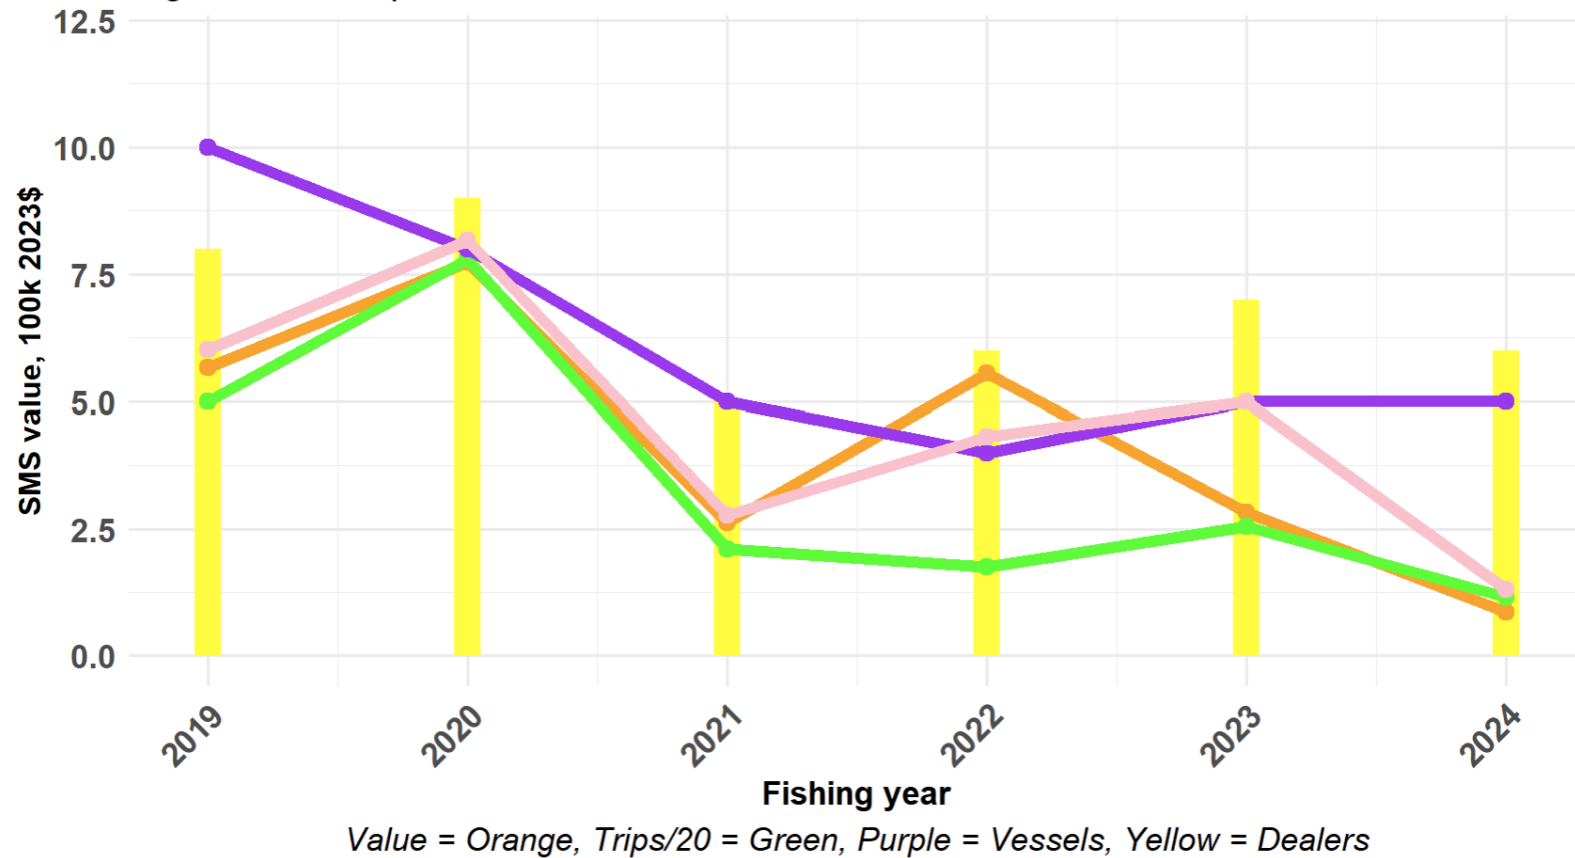 12.5
10.0
7.5
5.0
2.5
0.0
SMS value, 100k 2023$
2019 2020 2021 2022 2023 2024
Fishing year
Value = Orange, Trips/20 = Green, Purple = Vessels, Yellow = Dealers